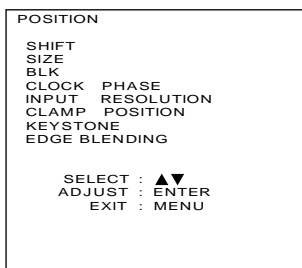 POSITION
SHIFT
SIZE
BLK
CLOCK PHASE
INPUT RESOLUTION
CLAMP POSITION
KEYSTONE
EDGE BLENDING
SELECT : ▲▼
ADJUST : ENTER
EXIT : MENU